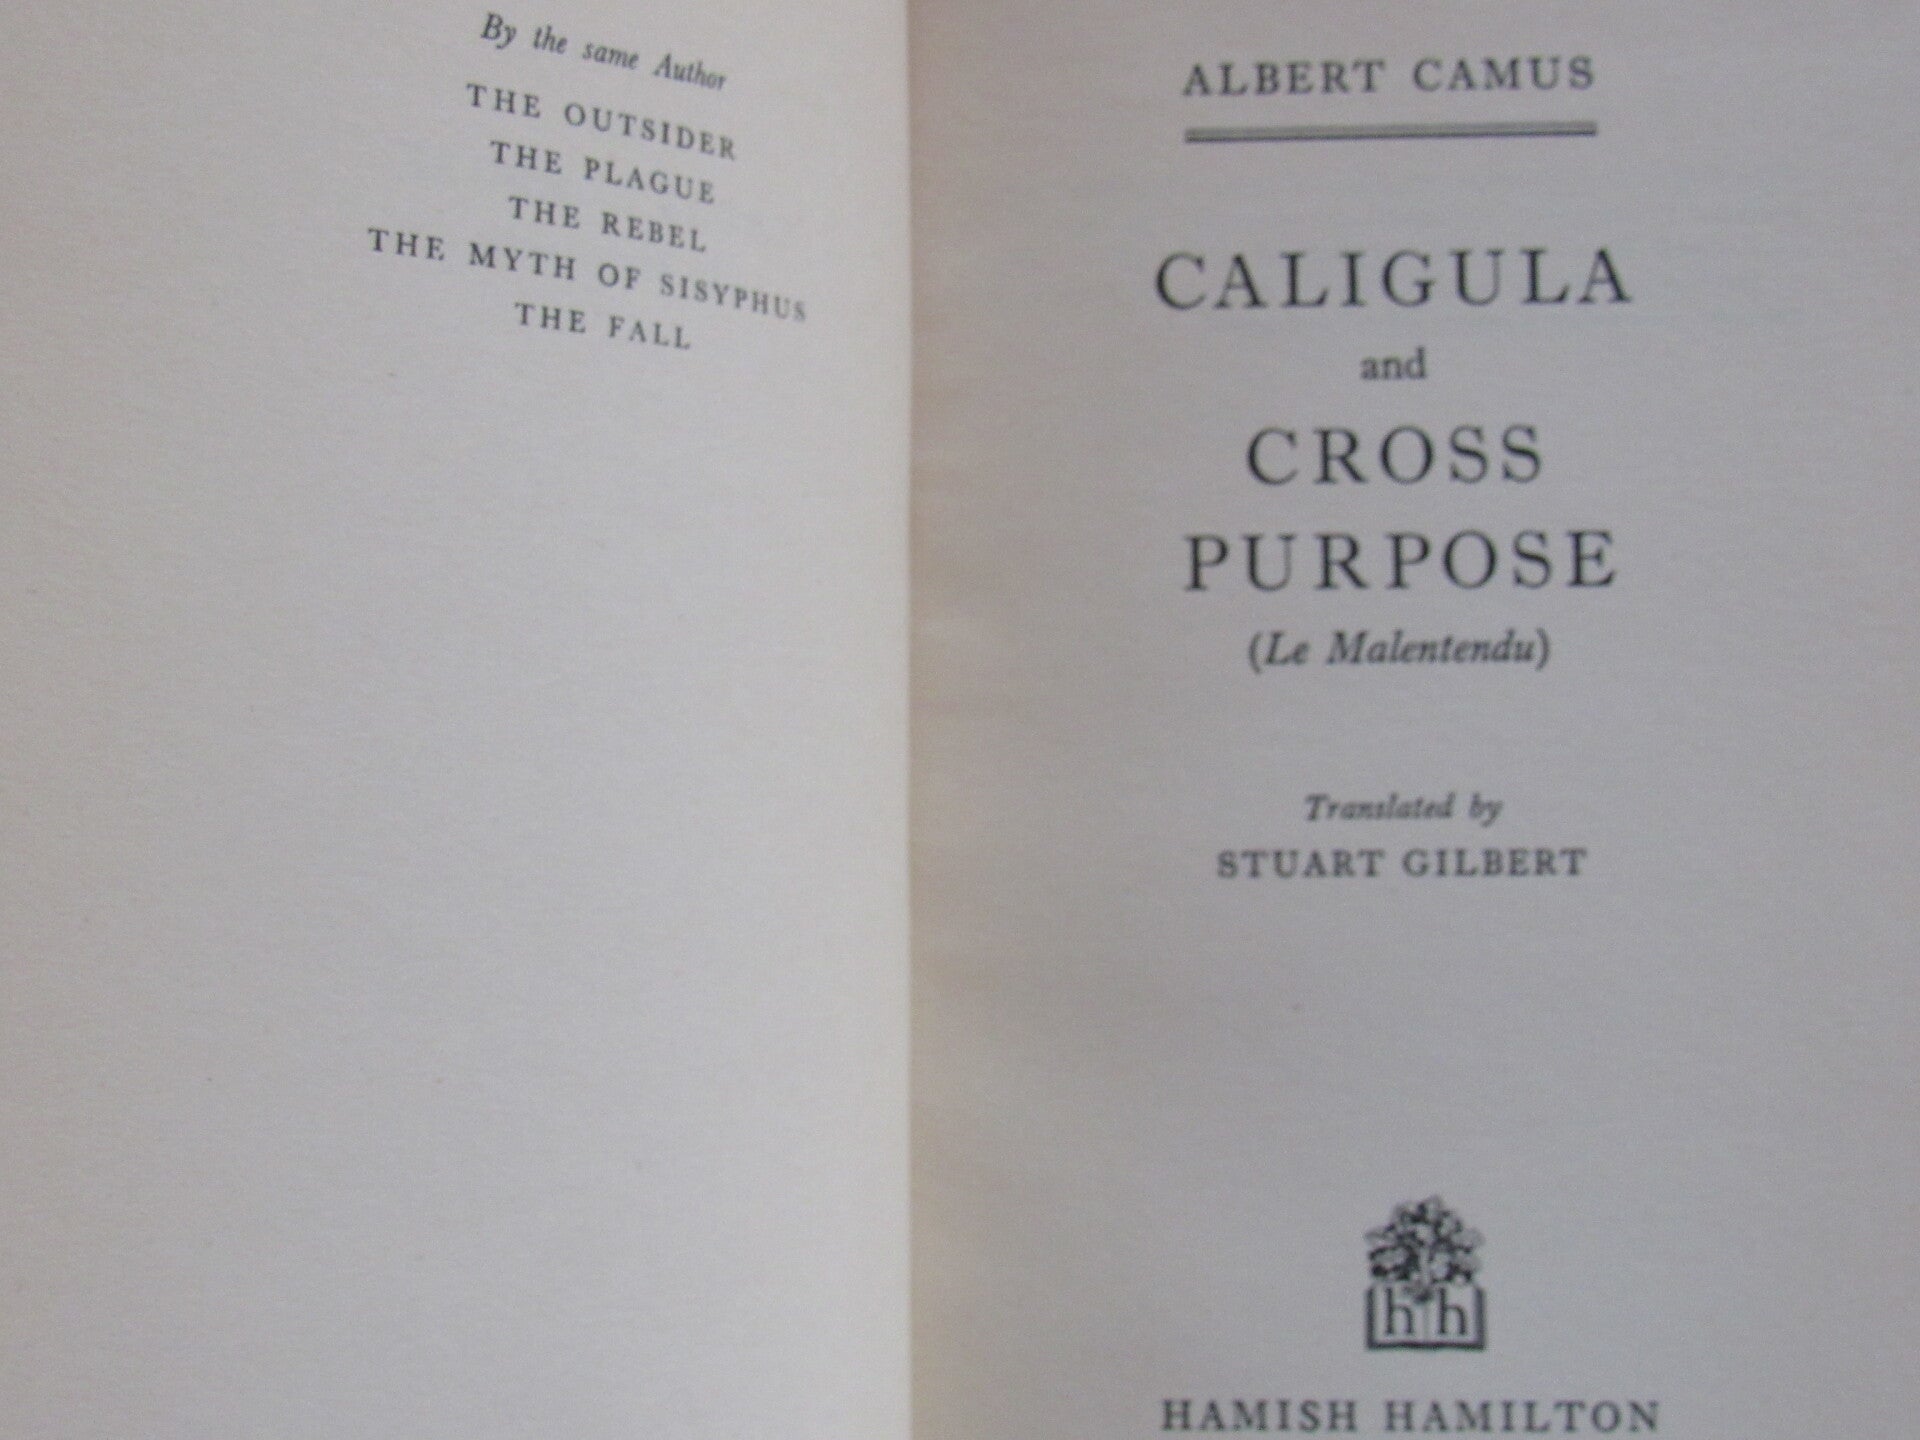 By the same Author
THE OUTSIDER
THE PLAGUE
THE REBEL
THE MYTH OF SISYPHUS
THE FALL
ALBERT CAMUS
CALIGULA
and
CROSS
PURPOSE
(Le Malentendu)
Translated by
STUART GILBERT
h h
HAMISH HAMILTON